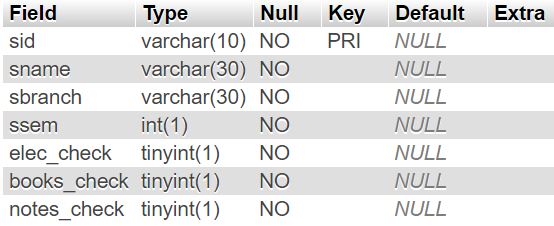 Field Type Null Key Default Extra
sid varchar(10) NO PRI NULL
sname varchar(30) NO NULL
sbranch varchar(30) NO NULL
ssem int(1) NO NULL
elec_check tinyint(1) NO NULL
books_check tinyint(1) NO NULL
notes_check tinyint(1) NO NULL